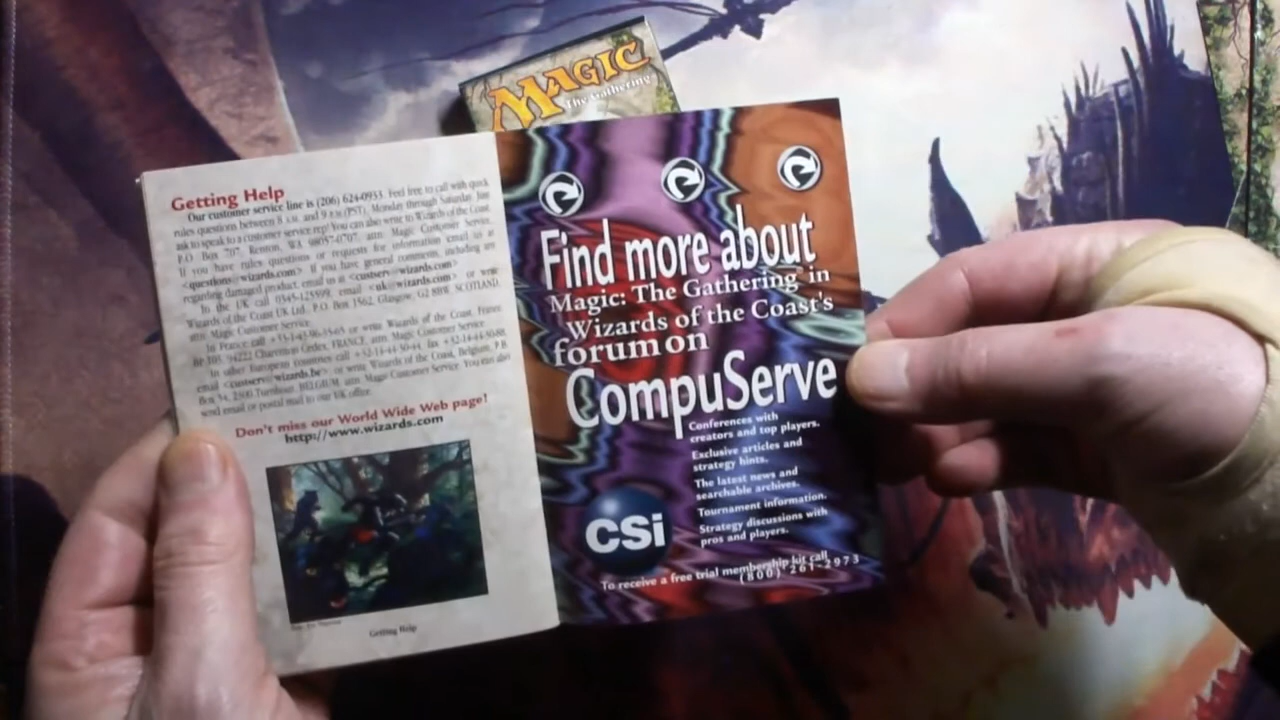 MAGIC
The Gathering
Getting Help
Our customer service line is (206) 624-0933. Feel free to call with quick
rules questions between 8 A.M. and 9 P.M. (PST), Monday through Saturday. Just
ask to speak to a customer service rep! You can also write to Wizards of the Coast,
P.O. Box 707, Renton, WA 98057-0707, attn: Magic Customer Service.
If you have rules questions or requests for information email us at
<questions@wizards.com>. If you have general comments, including any
regarding damaged product, email us at <custserv@wizards.com>.
In the UK call 0345-125599, email <uk@wizards.com> or write
Wizards of the Coast UK Ltd., P.O. Box 1562, Glasgow, G2 8BW, SCOTLAND,
attn: Magic Customer Service.
In France call or write Wizards of the Coast, France
BP 103, 94222 Charenton Cedex, FRANCE, attn: Magic Customer Service.
In other European countries call +32-14-44-30-44, fax +32-14-44-30-88,
email <custserv@wizards.be> or write Wizards of the Coast, Belgium, P.B.
Box 34, 2300 Turnhout, BELGIUM, attn: Magic Customer Service. You can also
send email or postal mail to our UK office.
Don't miss our World Wide Web page!
http://www.wizards.com
Getting Help
Find more about
Magic: The Gathering in
Wizards of the Coast's
forum on
CompuServe
Conferences with
creators and top players.
Exclusive articles and
strategy hints.
The latest news and
searchable archives.
Tournament information.
Strategy discussions with
pros and players.
CSi
To receive a free trial membership kit call
(800) 261-2973